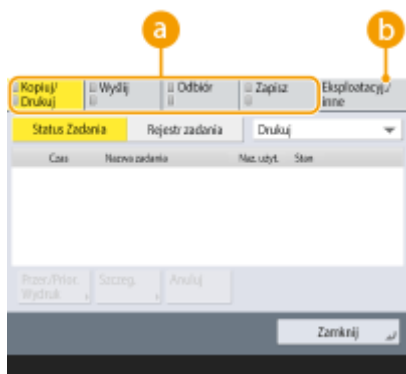 a
b
Kopiuj/
Drukuj
Wyślij
Odbiór
Zapisz
Eksploatacyj./
inne
Status Zadania
Rejestr zadania
Drukuj
Czas
Nazwa zadania
Naz. użyt.
Stan
Przer./Prior.
Wydruk
Szczeg.
Anuluj
Zamknij